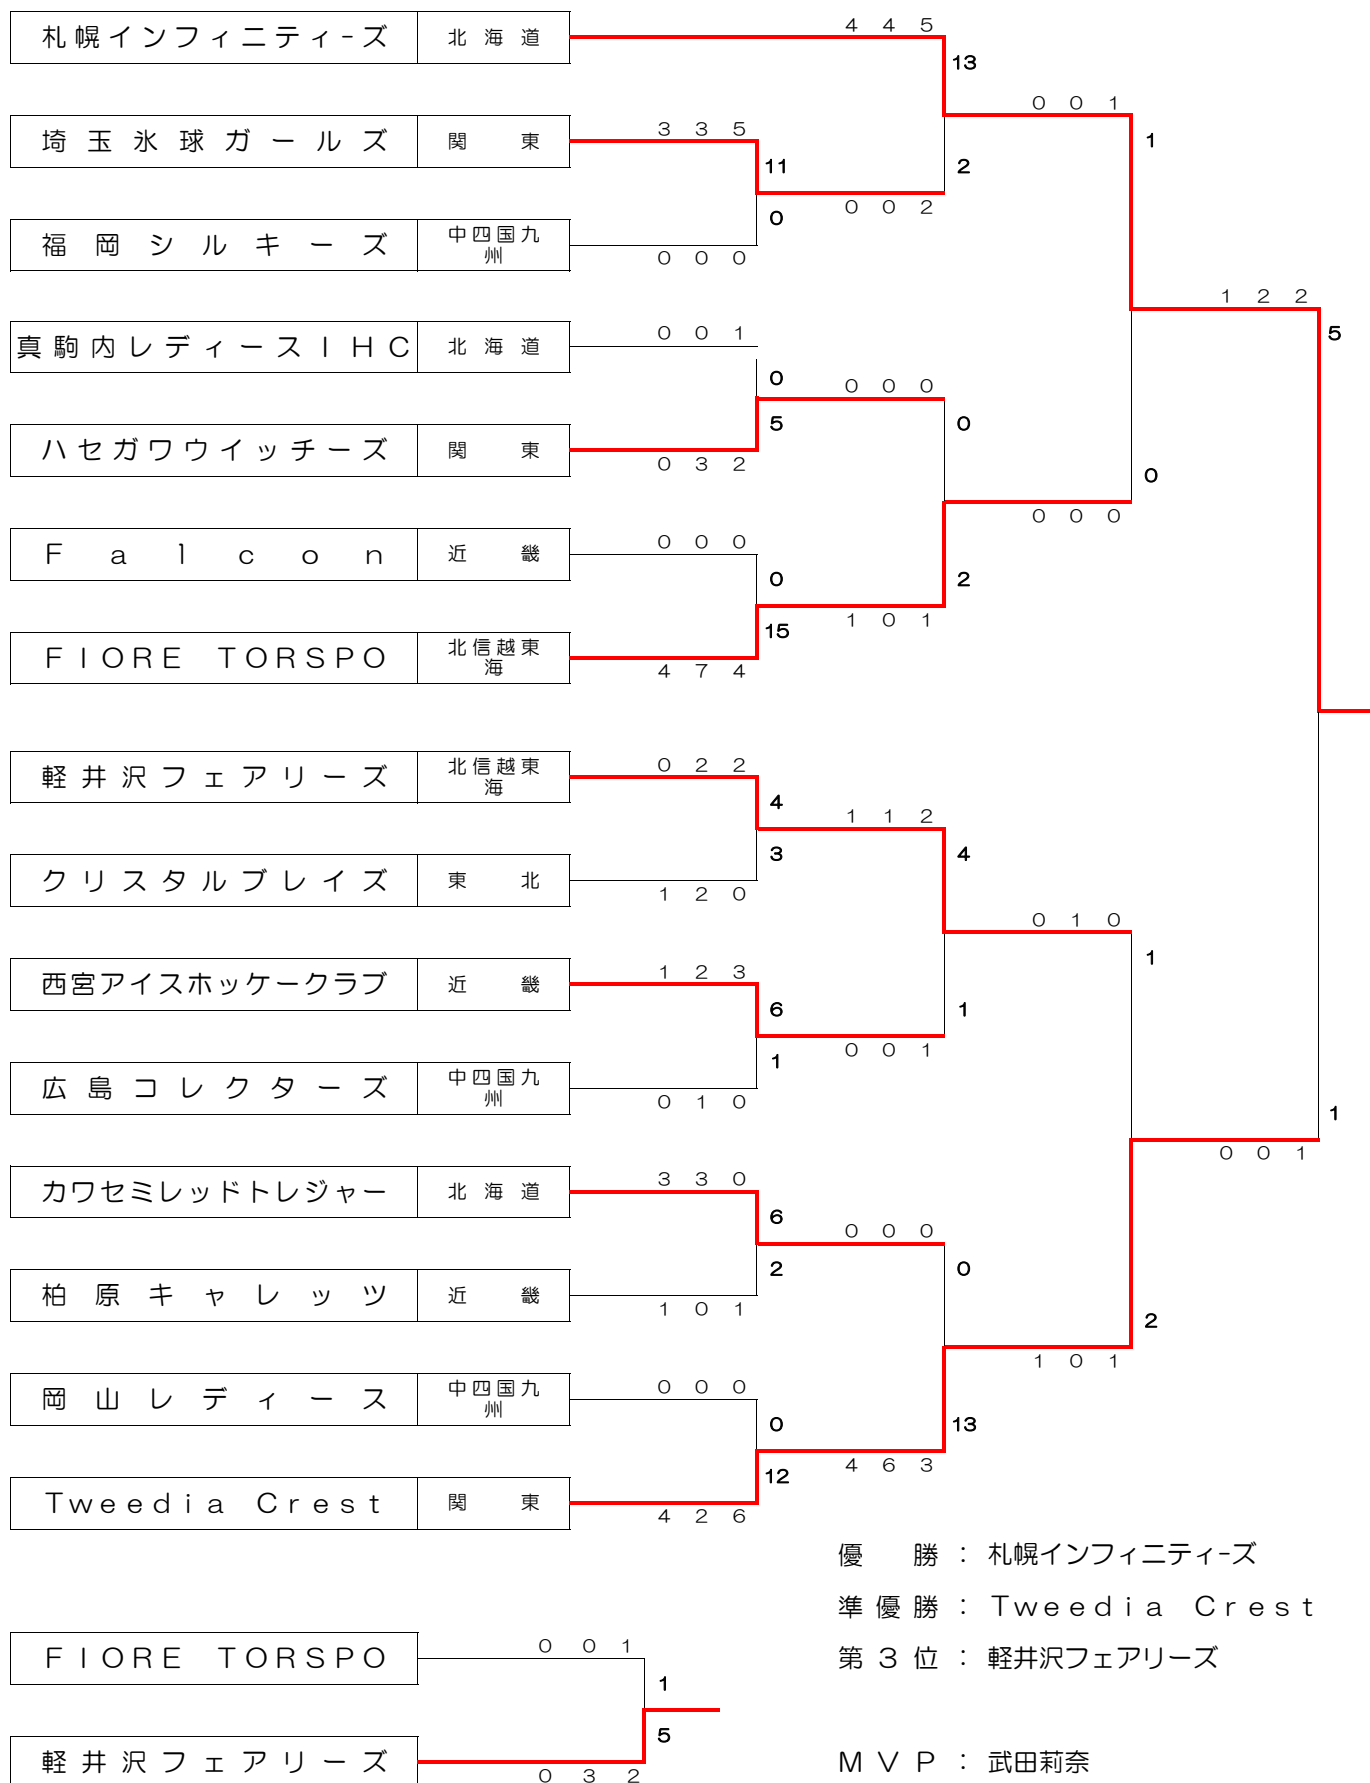 4 4 5
札幌インフィニティ-ズ 北海道
13
0 0 1
3 3 5
埼玉氷球ガールズ 関東
1
11
2
0 0 2
0
福岡シルキーズ 中四国九州
0 0 0
1 2 2
0 0 1
5
真駒内レディースIHC 北海道
0
0 0 0
5
0
ハセガワウイッチーズ 関東
0 3 2
0
0 0 0
0 0 0
Falcon 近畿
0
2
1 0 1
15
FIORE TORSPO 北信越東海
4 7 4
0 2 2
軽井沢フェアリーズ 北信越東海
4
1 1 2
3
4
クリスタルブレイズ 東北
1 2 0
0 1 0
1
1 2 3
西宮アイスホッケークラブ 近畿
6
1
0 0 1
1
広島コレクターズ 中四国九州
0 1 0
1
0 0 1
3 3 0
カワセミレッドトレジャー 北海道
6
0 0 0
2
0
柏原キャレッツ 近畿
1 0 1
2
1 0 1
0 0 0
岡山レディース 中四国九州
0
13
4 6 3
12
Tweedia Crest 関東
4 2 6
優勝：札幌インフィニティ-ズ
準優勝：Tweedia Crest
第3位：軽井沢フェアリーズ
0 0 1
FIORE TORSPO
1
5
軽井沢フェアリーズ
0 3 2
MVP：武田莉奈